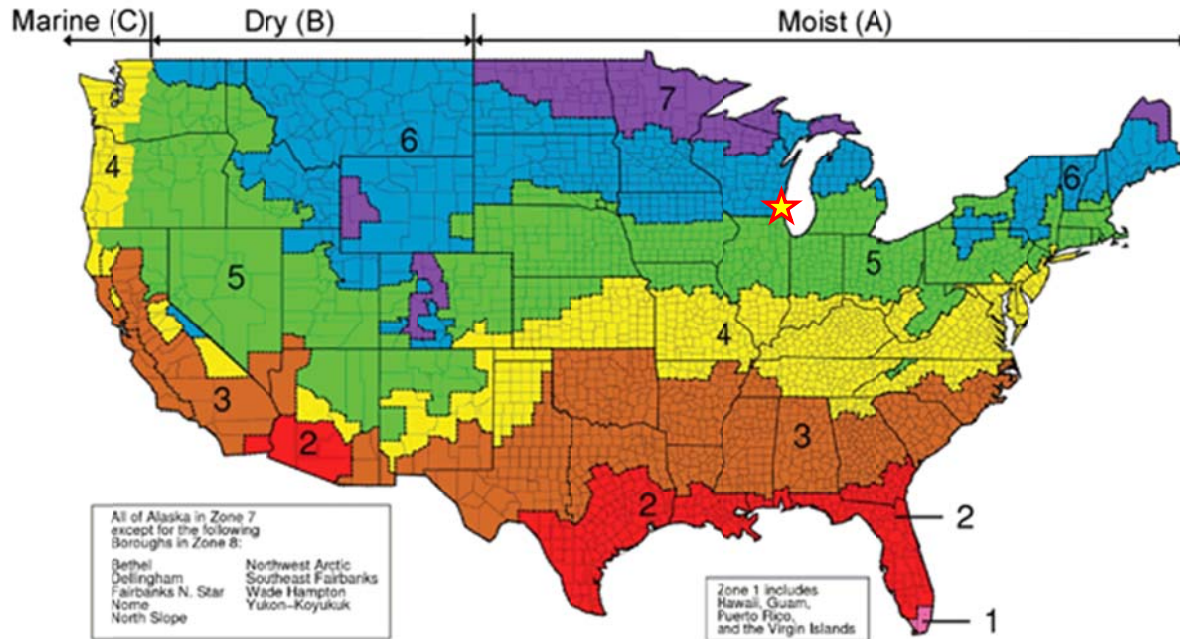 Marine (C) Dry (B) Moist (A)
7
6
4
6
5
5
4
3
3
2
2
2
1
All of Alaska in Zone 7
except for the following
Boroughs in Zone 8:
Bethel Northwest Arctic
Dellingham Southeast Fairbanks
Fairbanks N. Star Wade Hampton
Nome Yukon-Koyukuk
North Slope
Zone 1 includes
Hawaii, Guam,
Puerto Rico,
and the Virgin Islands